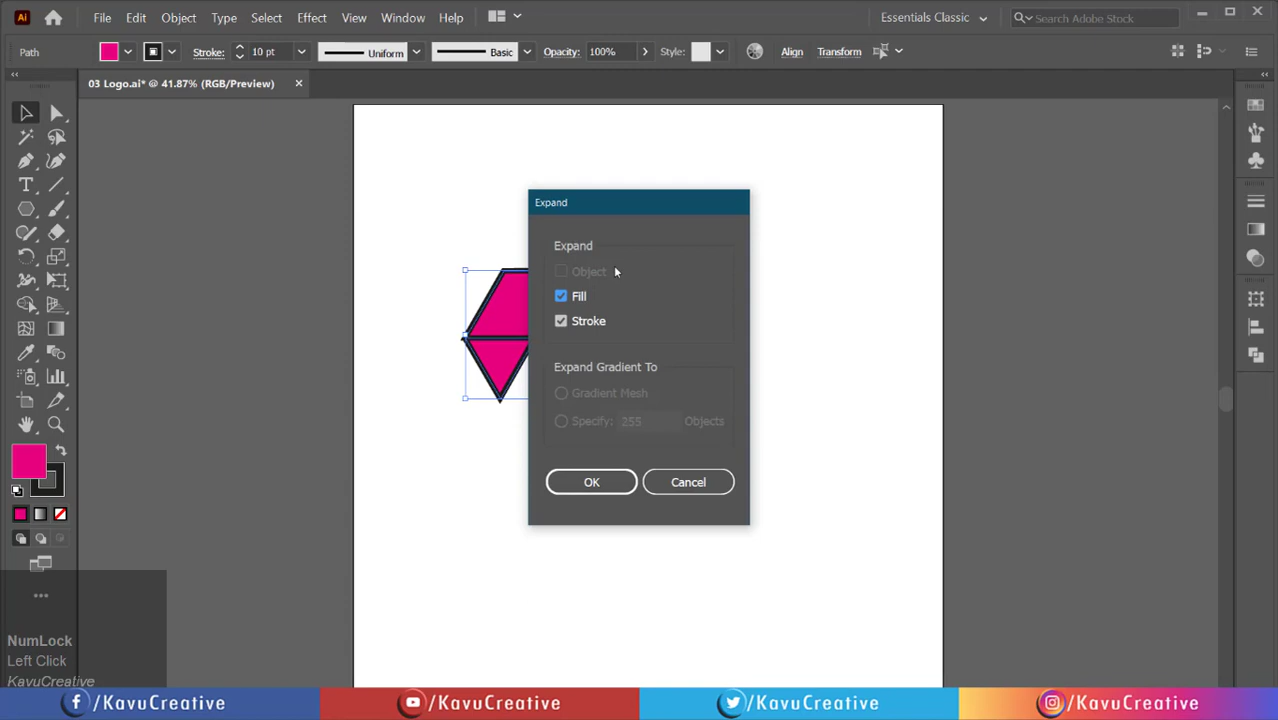 Ai File Edit Object Type Select Effect View Window Help Essentials Classic Search Adobe Stock
Path Stroke: 10 pt Uniform Basic Opacity: 100% Style: Align Transform
03 Logo.ai* @ 41.87% (RGB/Preview)
Expand
Expand
Object
Fill
Stroke
Expand Gradient To
Gradient Mesh
Specify: 255 Objects
OK Cancel
NumLock
Left Click
KavuCreative
/KavuCreative /KavuCreative /KavuCreative /KavuCreative